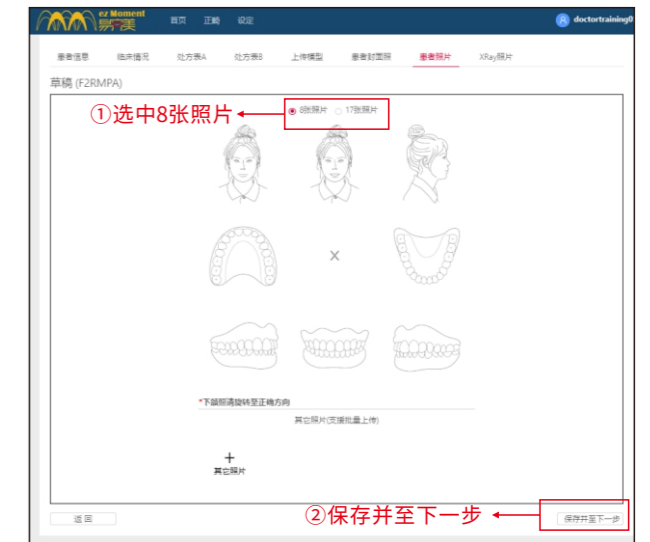 ez Moment
易美 首页 正畸 设定 doctortraining0
患者信息 临床情况 处方表A 处方表B 上传模型 患者封面照 患者照片 XRay照片
草稿 (F2RMPA)
①选中8张照片 8张照片 17张照片
X
*下颌照请旋转至正确方向
其它照片(支援批量上传)
+
其它照片
返回 ②保存并至下一步 保存并至下一步